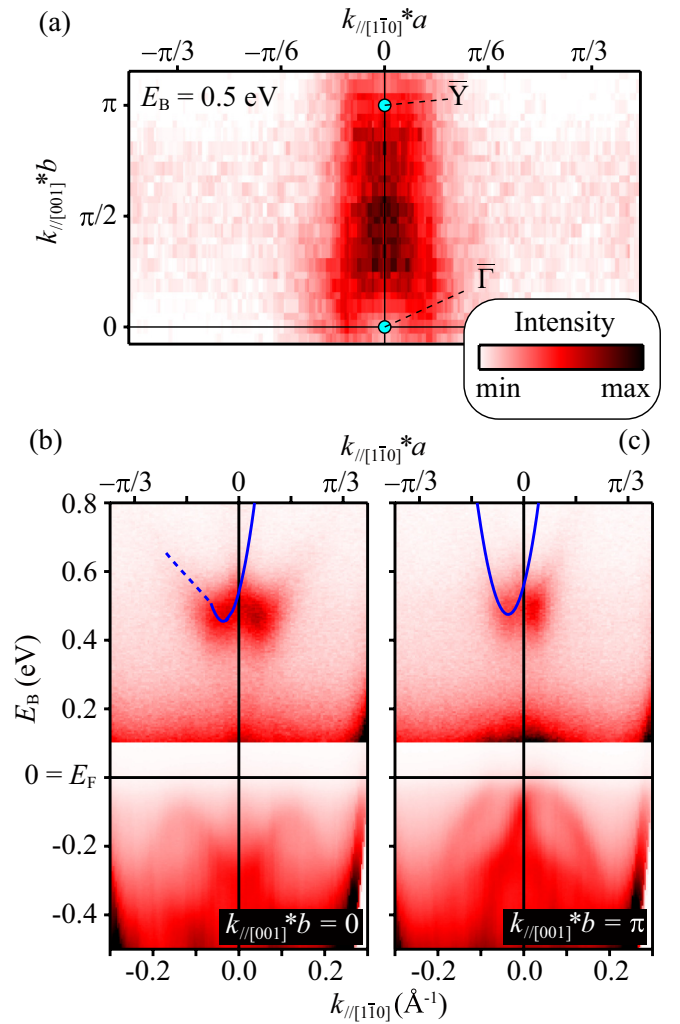 (a)
k//[11̄0]*a
−π/3 −π/6 0 π/6 π/3
E_B = 0.5 eV
k//[001]*b
π
π/2
0
Y̅
Γ̅
Intensity
min max
(b)
k//[11̄0]*a
(c)
−π/3 0 π/3
−π/3 0 π/3
E_B (eV)
0.8
0.6
0.4
0.2
0 = E_F
-0.2
-0.4
k//[001]*b = 0
k//[001]*b = π
-0.2 0.0 0.2
-0.2 0.0 0.2
k//[11̄0] (Å⁻¹)